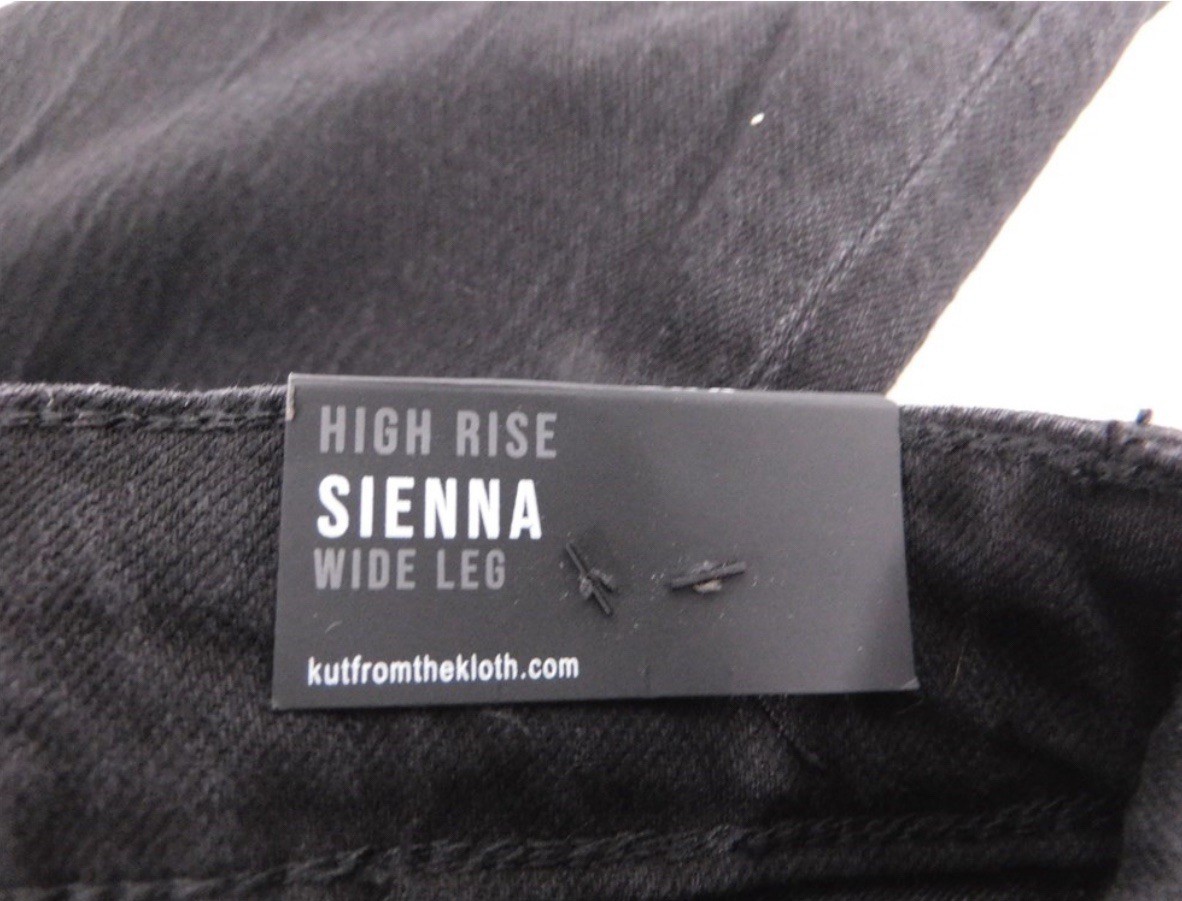 HIGH RISE
SIENNA
WIDE LEG
kutfromthekloth.com